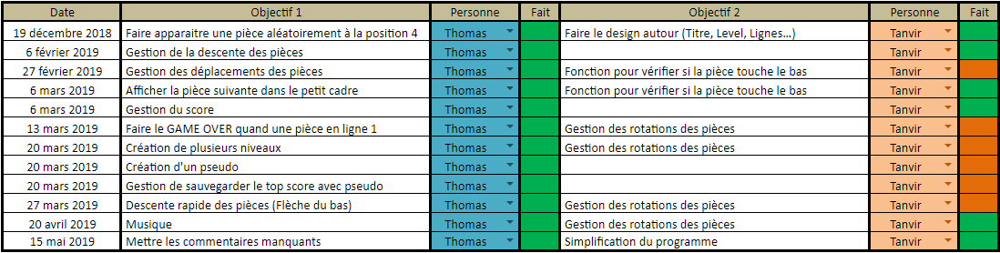 Date Objectif 1 Personne Fait Objectif 2 Personne Fait
19 décembre 2018 Faire apparaitre une pièce aléatoirement à la position 4 Thomas Faire le design autour (Titre, Level, Lignes…) Tanvir
6 février 2019 Gestion de la descente des pièces Thomas Tanvir
27 février 2019 Gestion des déplacements des pièces Thomas Fonction pour vérifier si la pièce touche le bas Tanvir
6 mars 2019 Afficher la pièce suivante dans le petit cadre Thomas Fonction pour vérifier si la pièce touche le bas Tanvir
6 mars 2019 Gestion du score Thomas Tanvir
13 mars 2019 Faire le GAME OVER quand une pièce en ligne 1 Thomas Gestion des rotations des pièces Tanvir
20 mars 2019 Création de plusieurs niveaux Thomas Gestion des rotations des pièces Tanvir
20 mars 2019 Création d'un pseudo Thomas Tanvir
20 mars 2019 Gestion de sauvegarder le top score avec pseudo Thomas Tanvir
27 mars 2019 Descente rapide des pièces (Flèche du bas) Thomas Gestion des rotations des pièces Tanvir
20 avril 2019 Musique Thomas Gestion des rotations des pièces Tanvir
15 mai 2019 Mettre les commentaires manquants Thomas Simplification du programme Tanvir